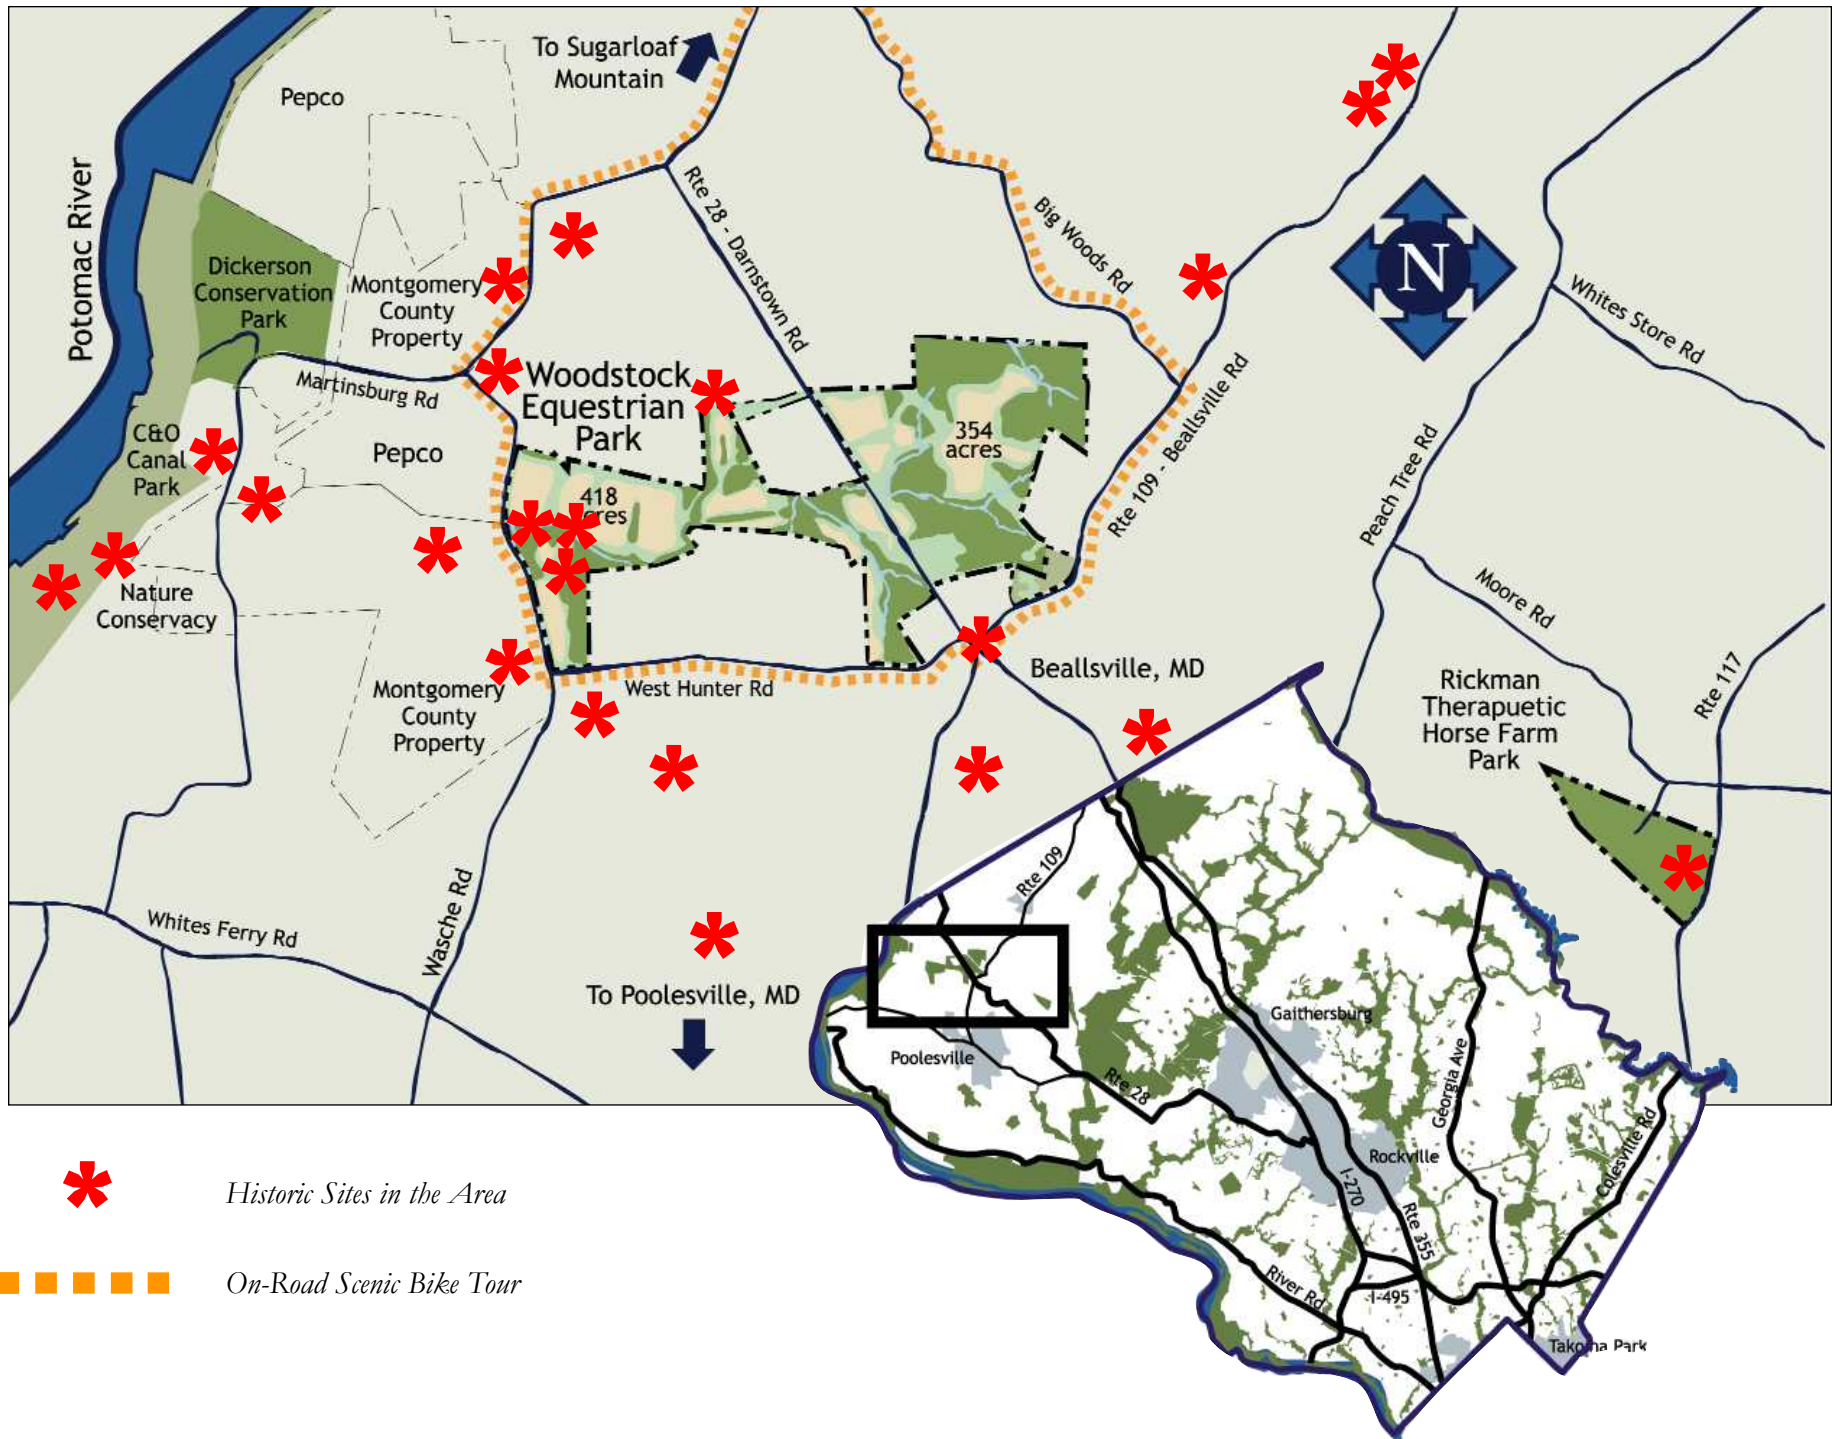 To Sugarloaf
Mountain
Pepco
Potomac River
Rte 28 - Darnstown Rd
Big Woods Rd
N
Dickerson
Conservation
Park
Montgomery
County
Property
Whites Store Rd
Martinsburg Rd
Woodstock
Equestrian
Park
Rte 109 - Beallsville Rd
C&O
Canal
Park
Pepco
354
acres
Peach Tree Rd
418
cres
Nature
Conservacy
Moore Rd
Montgomery
County
Property
West Hunter Rd
Beallsville, MD
Rickman
Therapuetic
Horse Farm
Park
Rte 117
Whites Ferry Rd
Wasche Rd
To Poolesville, MD
Rte 109
Poolesville
Rte 28
Gaithersburg
Georgia Ave
Rockville
Colesville Rd
I-270
Rte 355
River Rd
I-495
Takoma Park
Historic Sites in the Area
On-Road Scenic Bike Tour